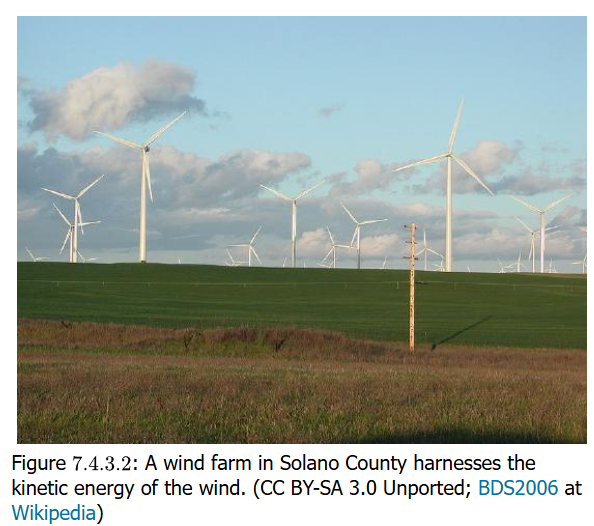 Figure 7.4.3.2: A wind farm in Solano County harnesses the
kinetic energy of the wind. (CC BY-SA 3.0 Unported; BDS2006 at
Wikipedia)